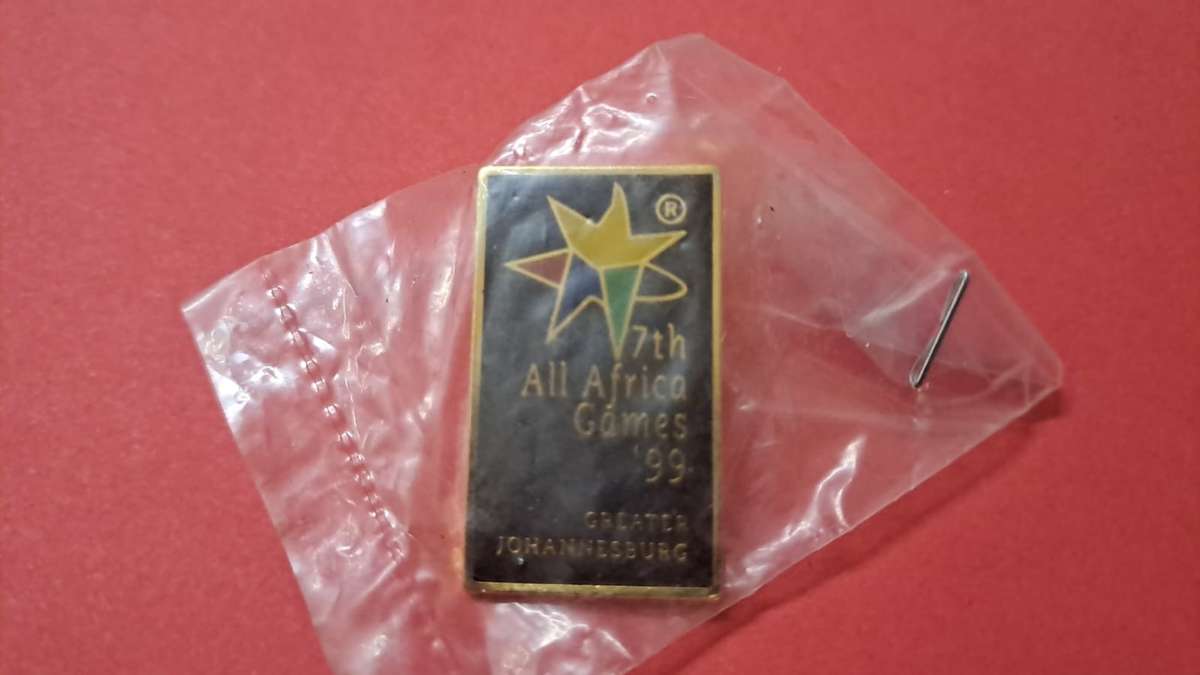 ®
7th
All Africa
Games
'99
GREATER
JOHANNESBURG